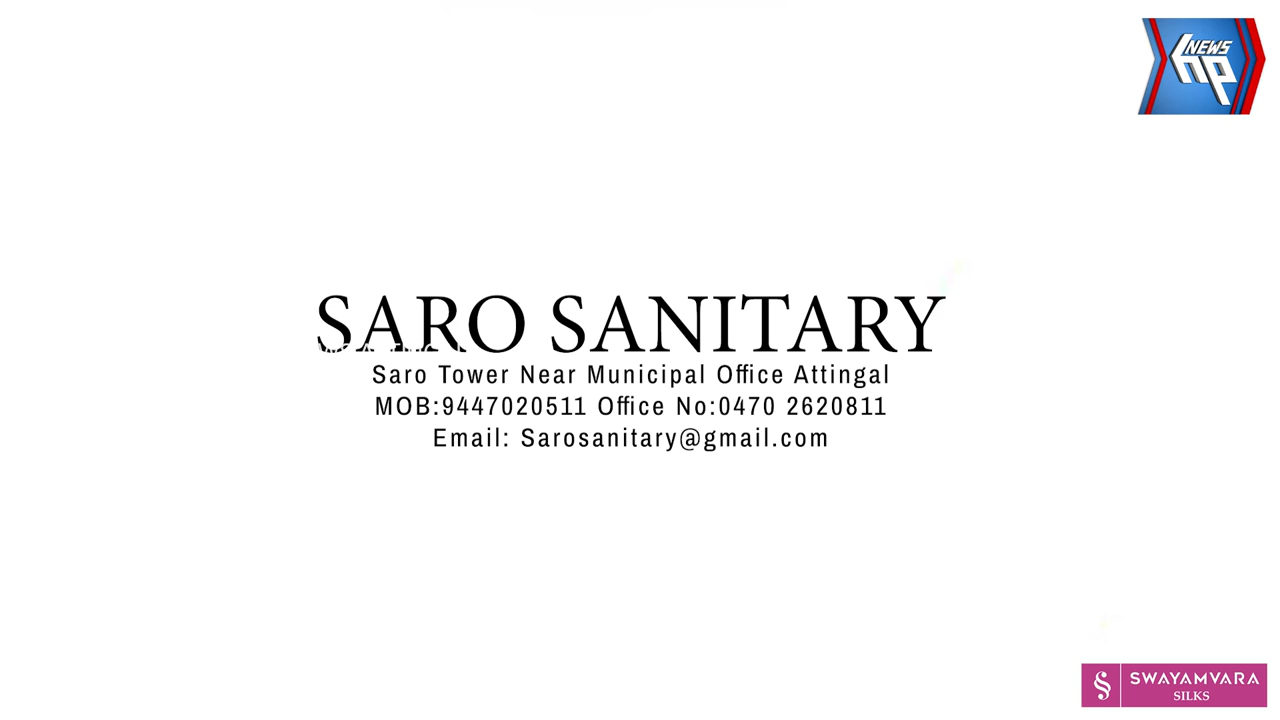 NEWS
SARO SANITARY
Saro Tower Near Municipal Office Attingal
MOB:9447020511 Office No:0470 2620811
Email: Sarosanitary@gmail.com
SWAYAMVARA
SILKS